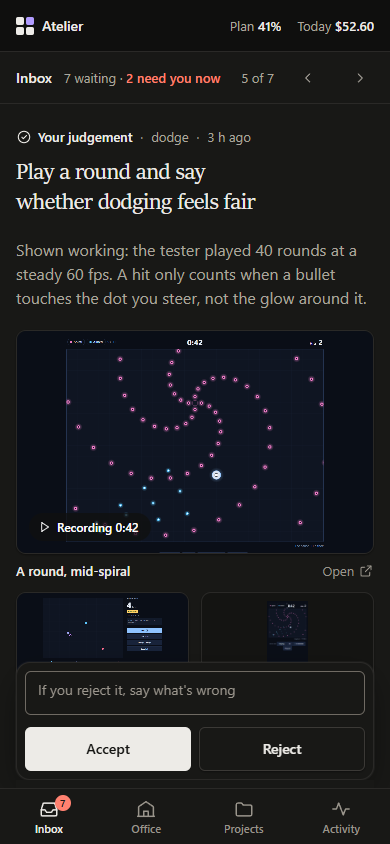 Atelier
Plan 41% Today $52.60
Inbox 7 waiting · 2 need you now 5 of 7
Your judgement · dodge · 3 h ago
Play a round and say
whether dodging feels fair
Shown working: the tester played 40 rounds at a
steady 60 fps. A hit only counts when a bullet
touches the dot you steer, not the glow around it.
0:42
2
Recording 0:42
A round, mid-spiral
Open
If you reject it, say what's wrong
Accept
Reject
7
Inbox
Office
Projects
Activity